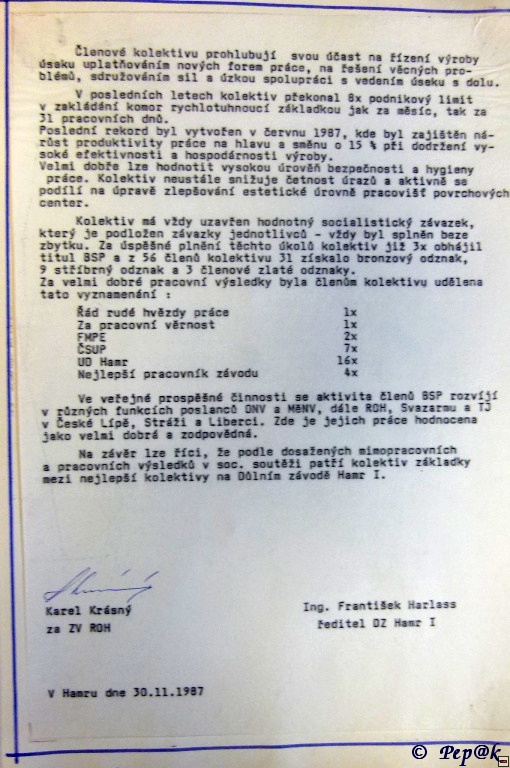 Členové kolektivu prohlubují svou účast na řízení výroby
úseku uplatňováním nových forem práce, na řešení věcných pro-
blémů, sdružováním sil a úzkou spolupráci s vedením úseku s dolu.
V posledních letech kolektiv překonal 8x podnikový limit
v zakládání komor rychlotuhnoucí základkou jak za měsíc, tak za
31 pracovních dnů.
Poslední rekord byl vytvořen v červnu 1987, kde byl zajištěn ná-
růst produktivity práce na hlavu a směnu o 15 % při dodržení vy-
soké efektivnosti a hospodárnosti výroby.
Velmi dobře lze hodnotit vysokou úrověň bezpečnosti a hygieny
práce. Kolektiv neustále snižuje četnost úrazů a aktivně se
podílí na úpravě zlepšování estetické úrovně pracovišť povrchových
center.
Kolektiv má vždy uzavřen hodnotný socialistický závazek,
který je podložen závazky jednotlivců - vždy byl splněn beze
zbytku. Za úspěšné plnění těchto úkolů kolektiv již 3x obhájil
titul BSP a z 56 členů kolektivu 31 získalo bronzový odznak,
9 stříbrný odznak a 3 členové zlaté odznaky.
Za velmi dobré pracovní výsledky byla členům kolektivu udělena
tato vyznamenání :
Řád rudé hvězdy práce 1x
Za pracovní věrnost 1x
FMPE 2x
ČSUP 7x
UD Hamr 16x
Nejlepší pracovník závodu 4x
Ve veřejné prospěšné činnosti se aktivita členů BSP rozvíjí
v různých funkcích poslanců ONV a MěNV, dále ROH, Svazarmu a TJ
v České Lípě, Stráži a Liberci. Zde je jejich práce hodnocena
jako velmi dobrá a zodpovědná.
Na závěr lze říci, že podle dosažených mimopracovních
a pracovních výsledků v soc. soutěži patří kolektiv základky
mezi nejlepší kolektivy na Důlním závodě Hamr I.
Karel Krásný
za ZV ROH
Ing. František Harlass
ředitel DZ Hamr I
V Hamru dne 30.11.1987
© Pep@k